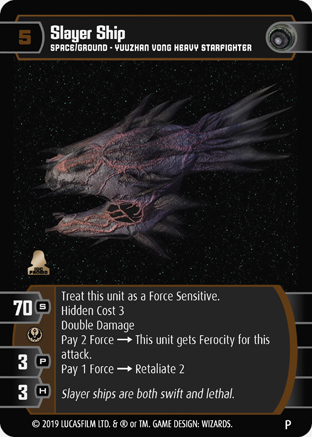 5
Slayer Ship
SPACE/GROUND - YUUZHAN VONG HEAVY STARFIGHTER
70 S
3 P
3 H
Treat this unit as a Force Sensitive.
Hidden Cost 3
Double Damage
Pay 2 Force → This unit gets Ferocity for this
attack.
Pay 1 Force → Retaliate 2
Slayer ships are both swift and lethal.
© 2019 LUCASFILM LTD. & ® or TM. GAME DESIGN: WIZARDS.
P